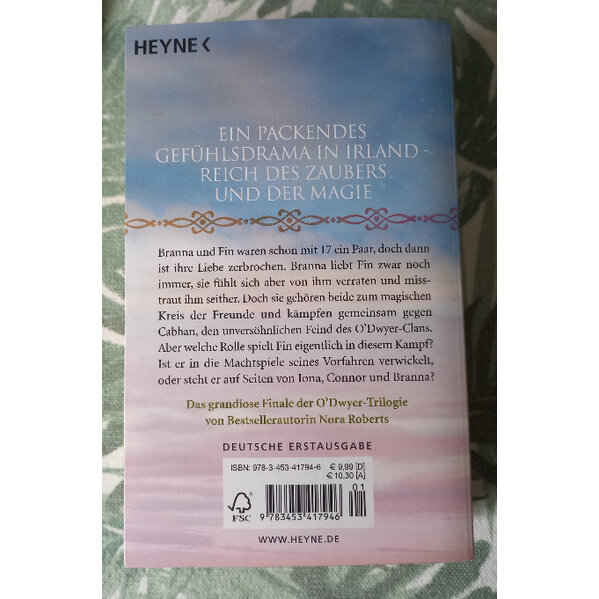 HEYNE<
EIN PACKENDES
GEFÜHLSDRAMA IN IRLAND -
REICH DES ZAUBERS
UND DER MAGIE
Branna und Fin waren schon mit 17 ein Paar, doch dann
ist ihre Liebe zerbrochen. Branna liebt Fin zwar noch
immer, sie fühlt sich aber von ihm verraten und miss-
traut ihm seither. Doch sie gehören beide zum magischen
Kreis der Freunde und kämpfen gemeinsam gegen
Cabhan, den unversöhnlichen Feind des O'Dwyer-Clans.
Aber welche Rolle spielt Fin eigentlich in diesem Kampf?
Ist er in die Machtspiele seines Vorfahren verwickelt,
oder steht er auf Seiten von Iona, Connor und Branna?
Das grandiose Finale der O'Dwyer-Trilogie
von Bestsellerautorin Nora Roberts
DEUTSCHE ERSTAUSGABE
ISBN: 978-3-453-41794-6 € 9,99 [D]
€ 10,30 [A]
01
FSC
9 783453 417946
WWW.HEYNE.DE